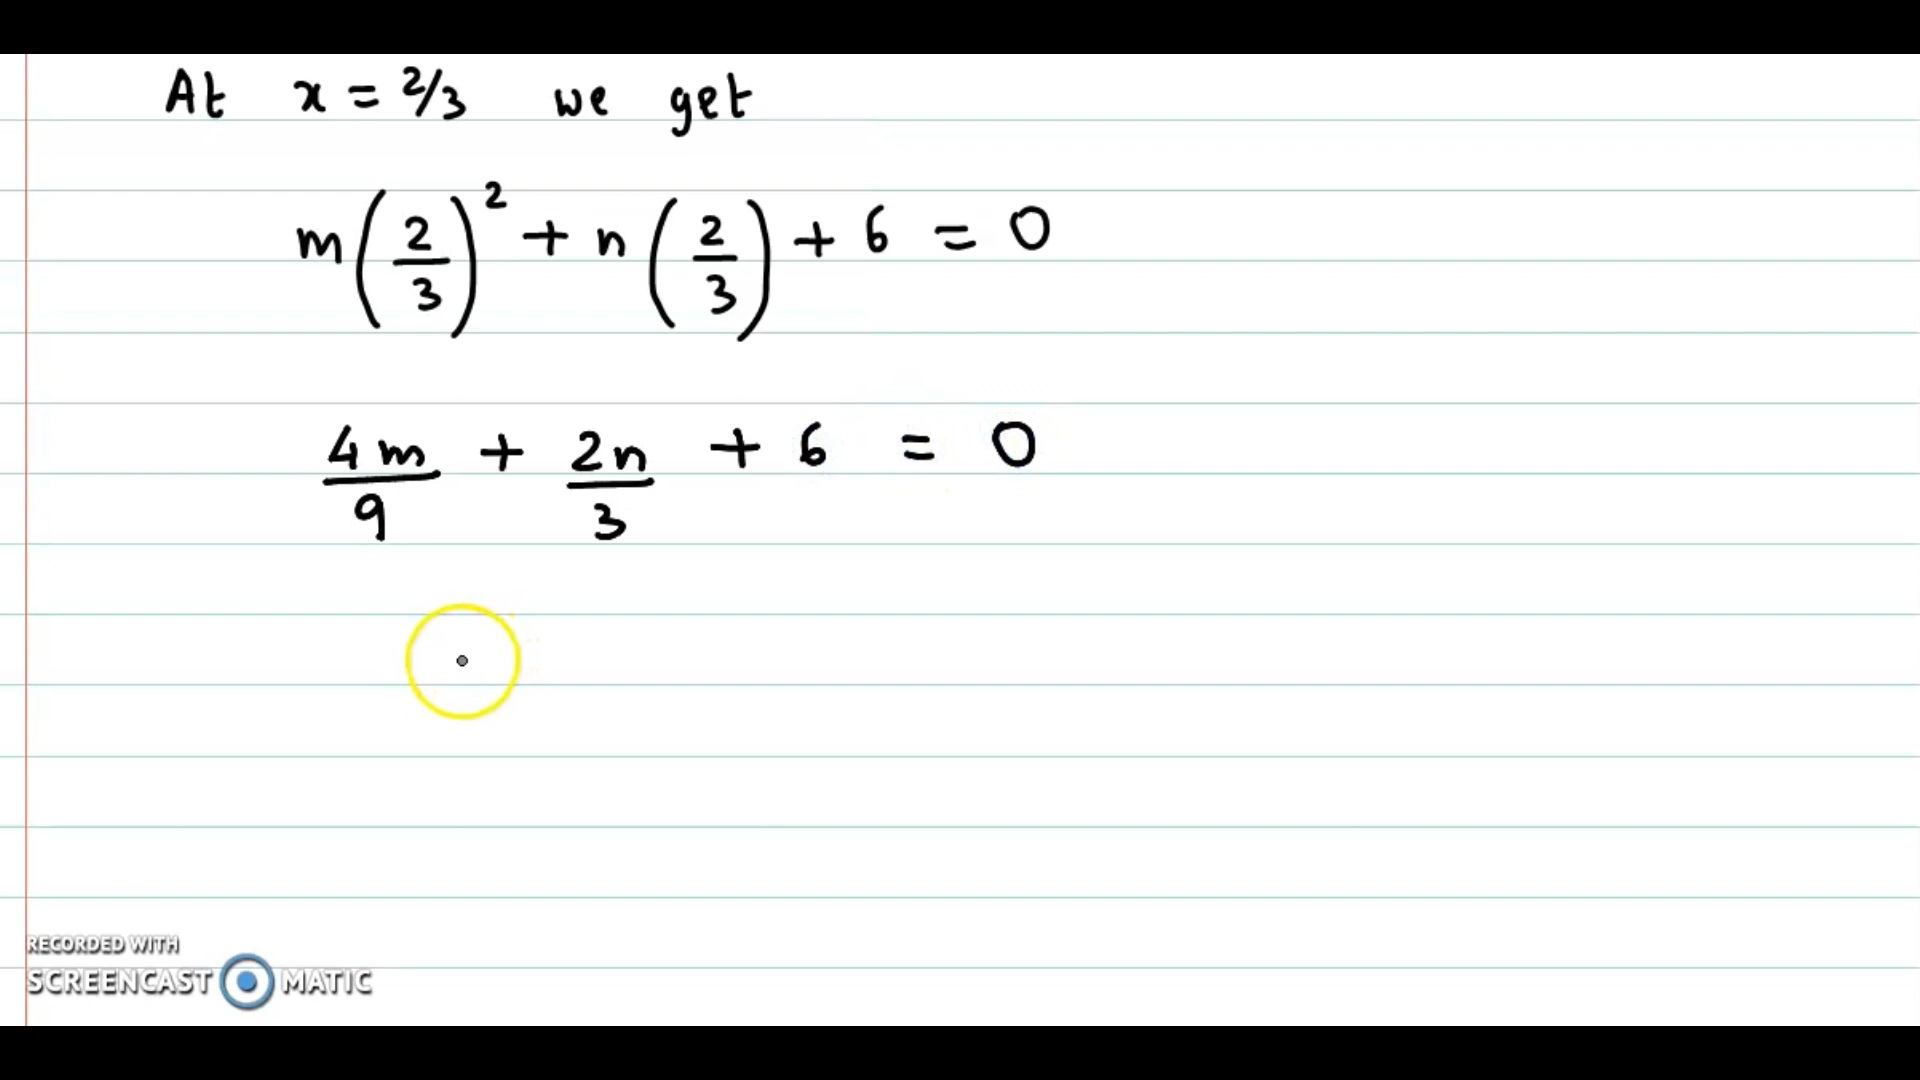 At x = 2/3 we get
m(2/3)² + n(2/3) + 6 = 0
4m/9 + 2n/3 + 6 = 0
RECORDED WITH
SCREENCAST MATIC